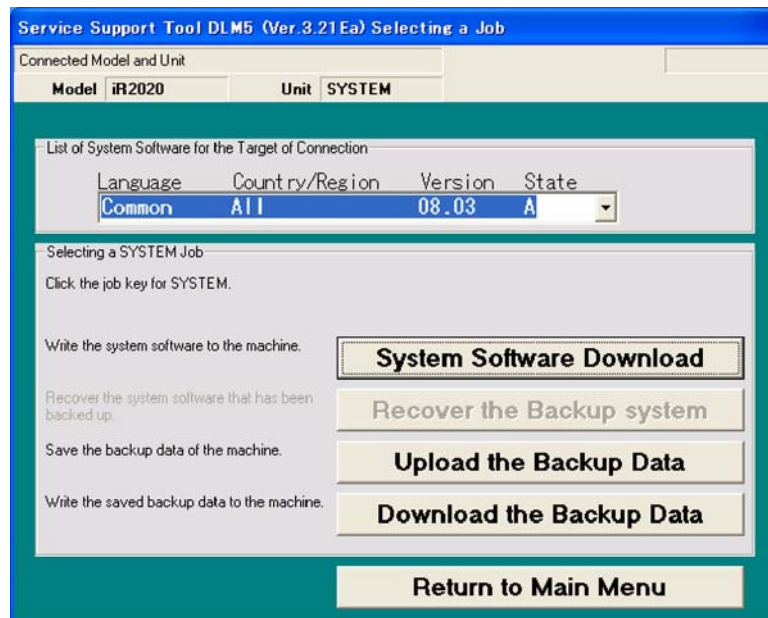 Service Support Tool DLM5 (Ver.3.21Ea) Selecting a Job
Connected Model and Unit
Model iR2020 Unit SYSTEM
List of System Software for the Target of Connection
Language Country/Region Version State
Common All 08.03 A
Selecting a SYSTEM Job
Click the job key for SYSTEM.
Write the system software to the machine. System Software Download
Recover the system software that has been
backed up.
Recover the Backup system
Save the backup data of the machine. Upload the Backup Data
Write the saved backup data to the machine. Download the Backup Data
Return to Main Menu